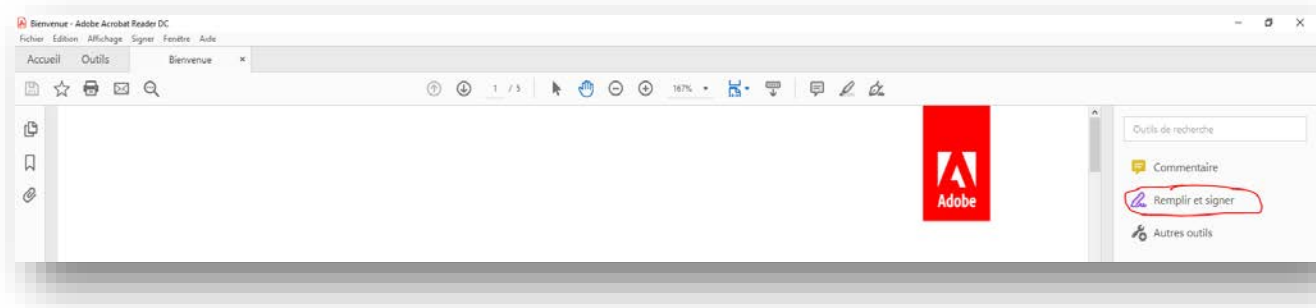 Bienvenue - Adobe Acrobat Reader DC
Fichier Edition Affichage Signer Fenêtre Aide
Accueil Outils Bienvenue ×
1 / 5 167%
Outils de recherche
Commentaire
Adobe
Remplir et signer
Autres outils